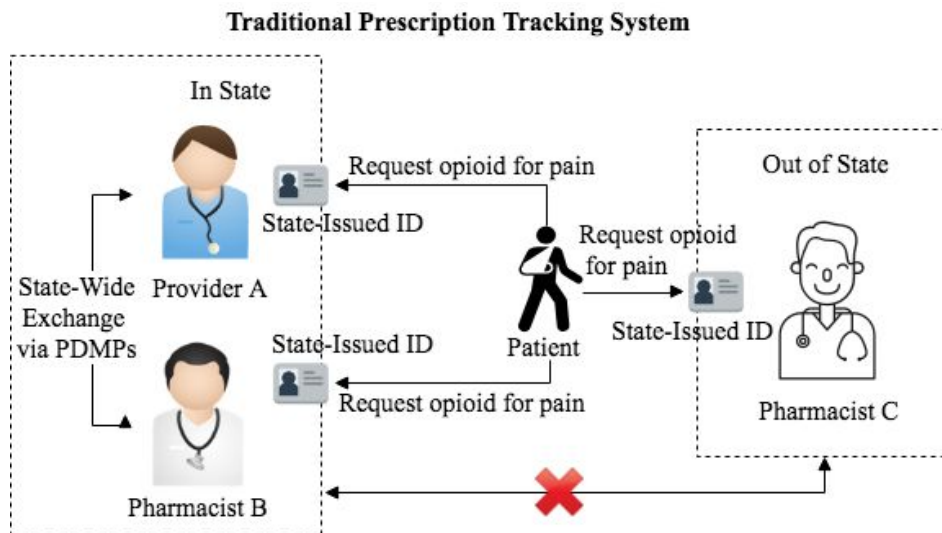 Traditional Prescription Tracking System
In State
Request opioid for pain
State-Issued ID
Provider A
State-Wide
Exchange
via PDMPs
State-Issued ID
Request opioid for pain
Pharmacist B
Patient
Request opioid
for pain
State-Issued ID
Out of State
Pharmacist C